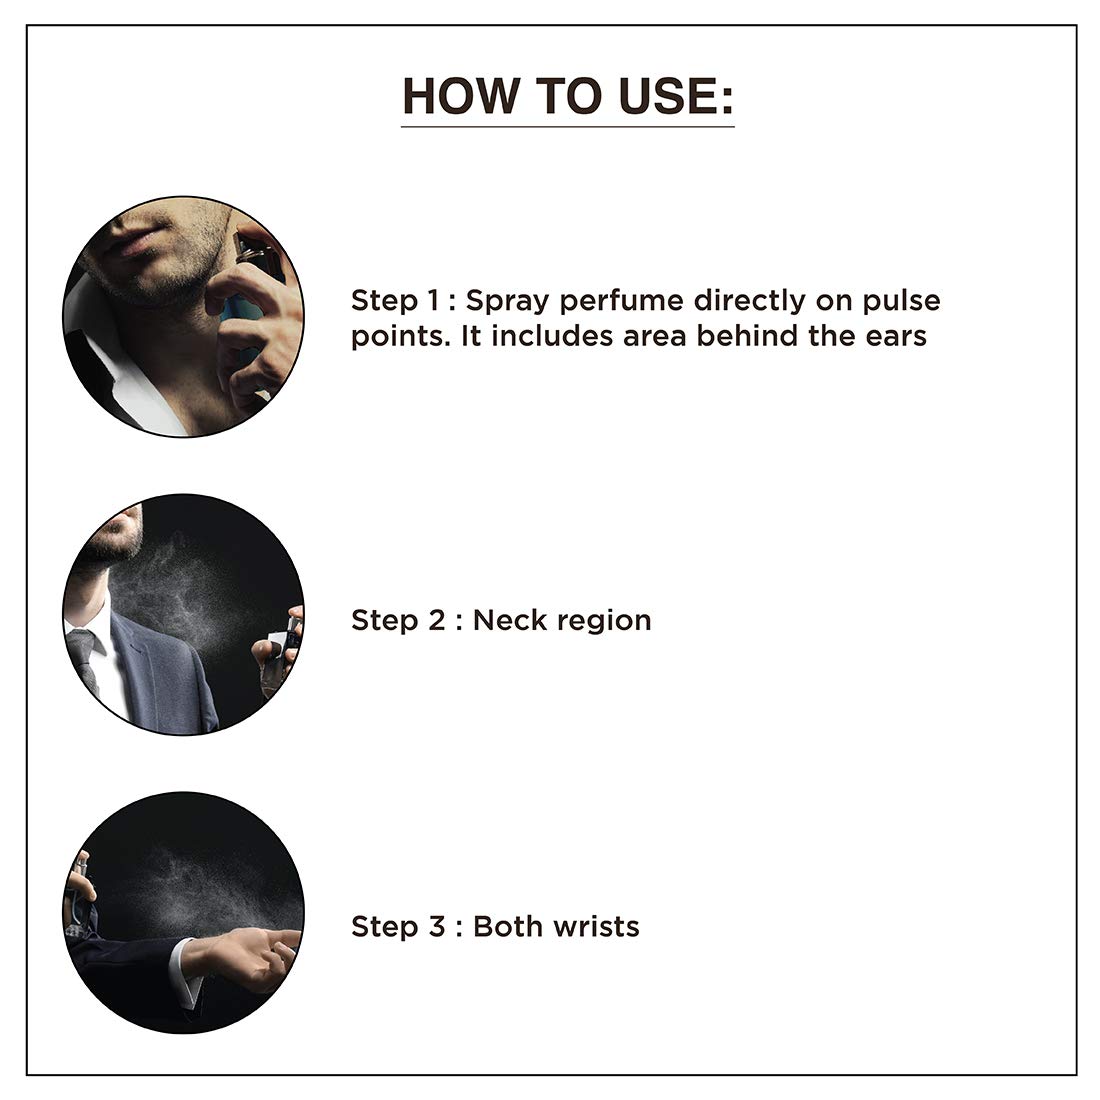 HOW TO USE:
Step 1 : Spray perfume directly on pulse
points. It includes area behind the ears
Step 2 : Neck region
Step 3 : Both wrists